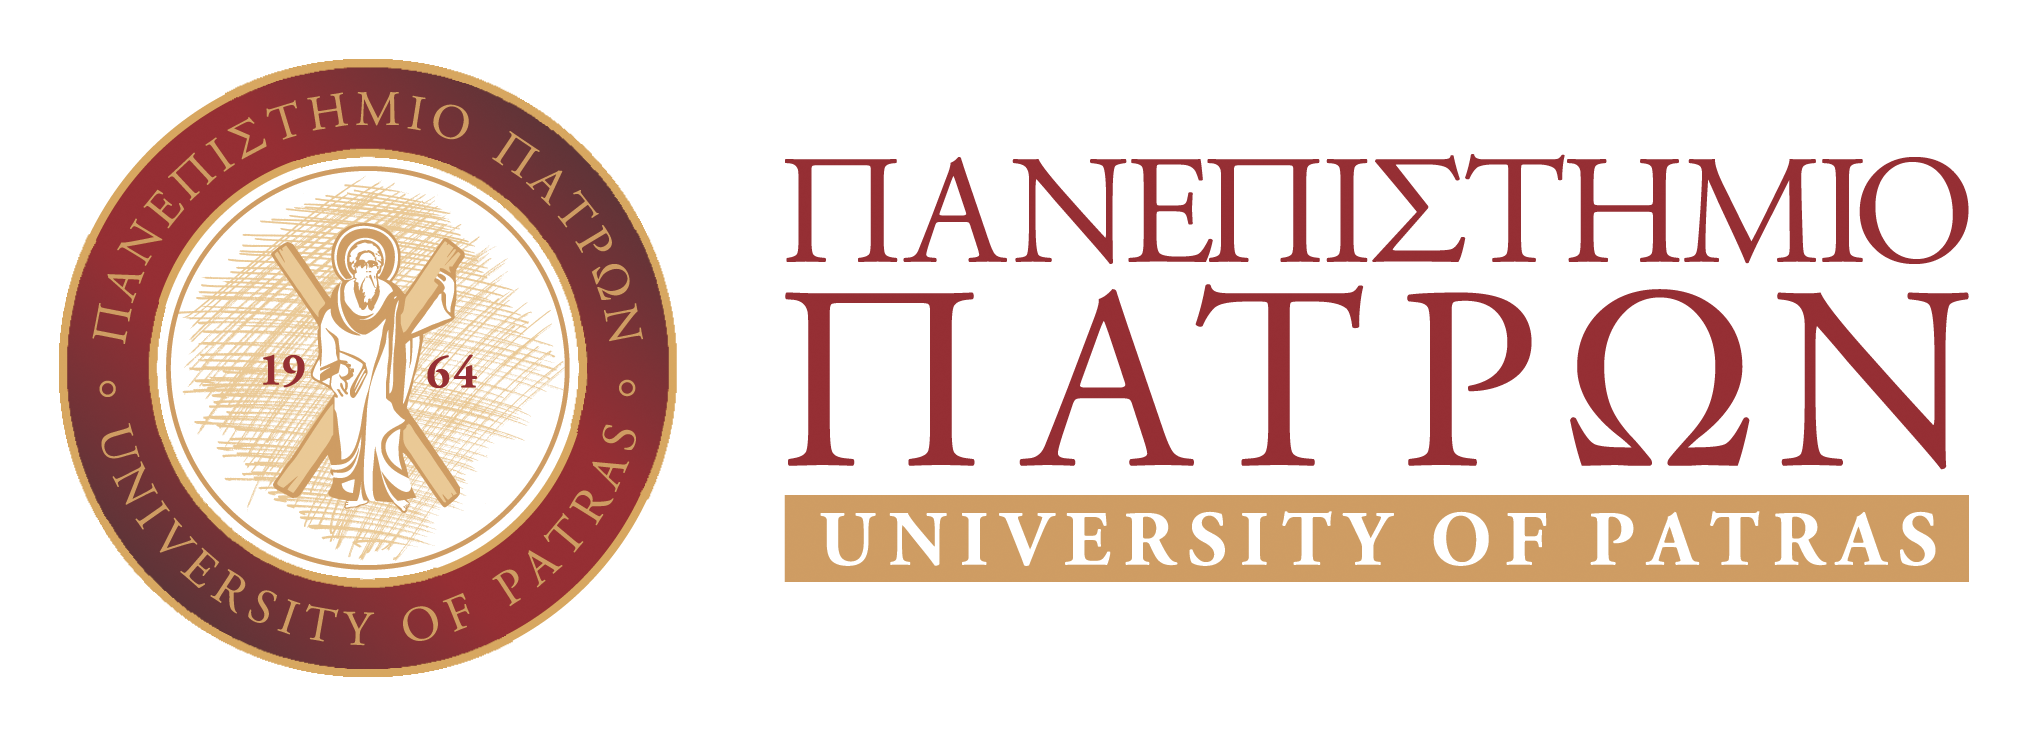 ΠΑΝΕΠΙΣΤΗΜΙΟ ΠΑΤΡΩΝ
19 64
UNIVERSITY OF PATRAS
ΠΑΝΕΠΙΣΤΗΜΙΟ
ΠΑΤΡΩΝ
UNIVERSITY OF PATRAS